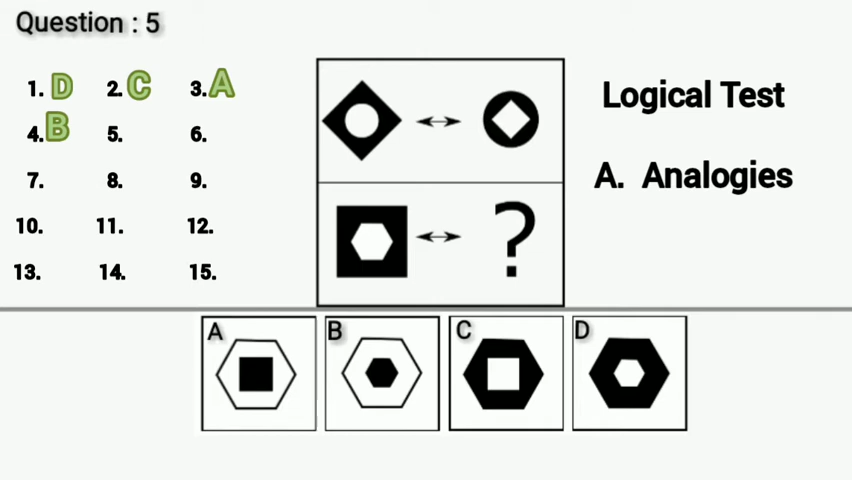 Question : 5
1. D 2. C 3. A
4. B 5. 6.
7. 8. 9.
10. 11. 12.
13. 14. 15.
?
Logical Test
A. Analogies
A B C D